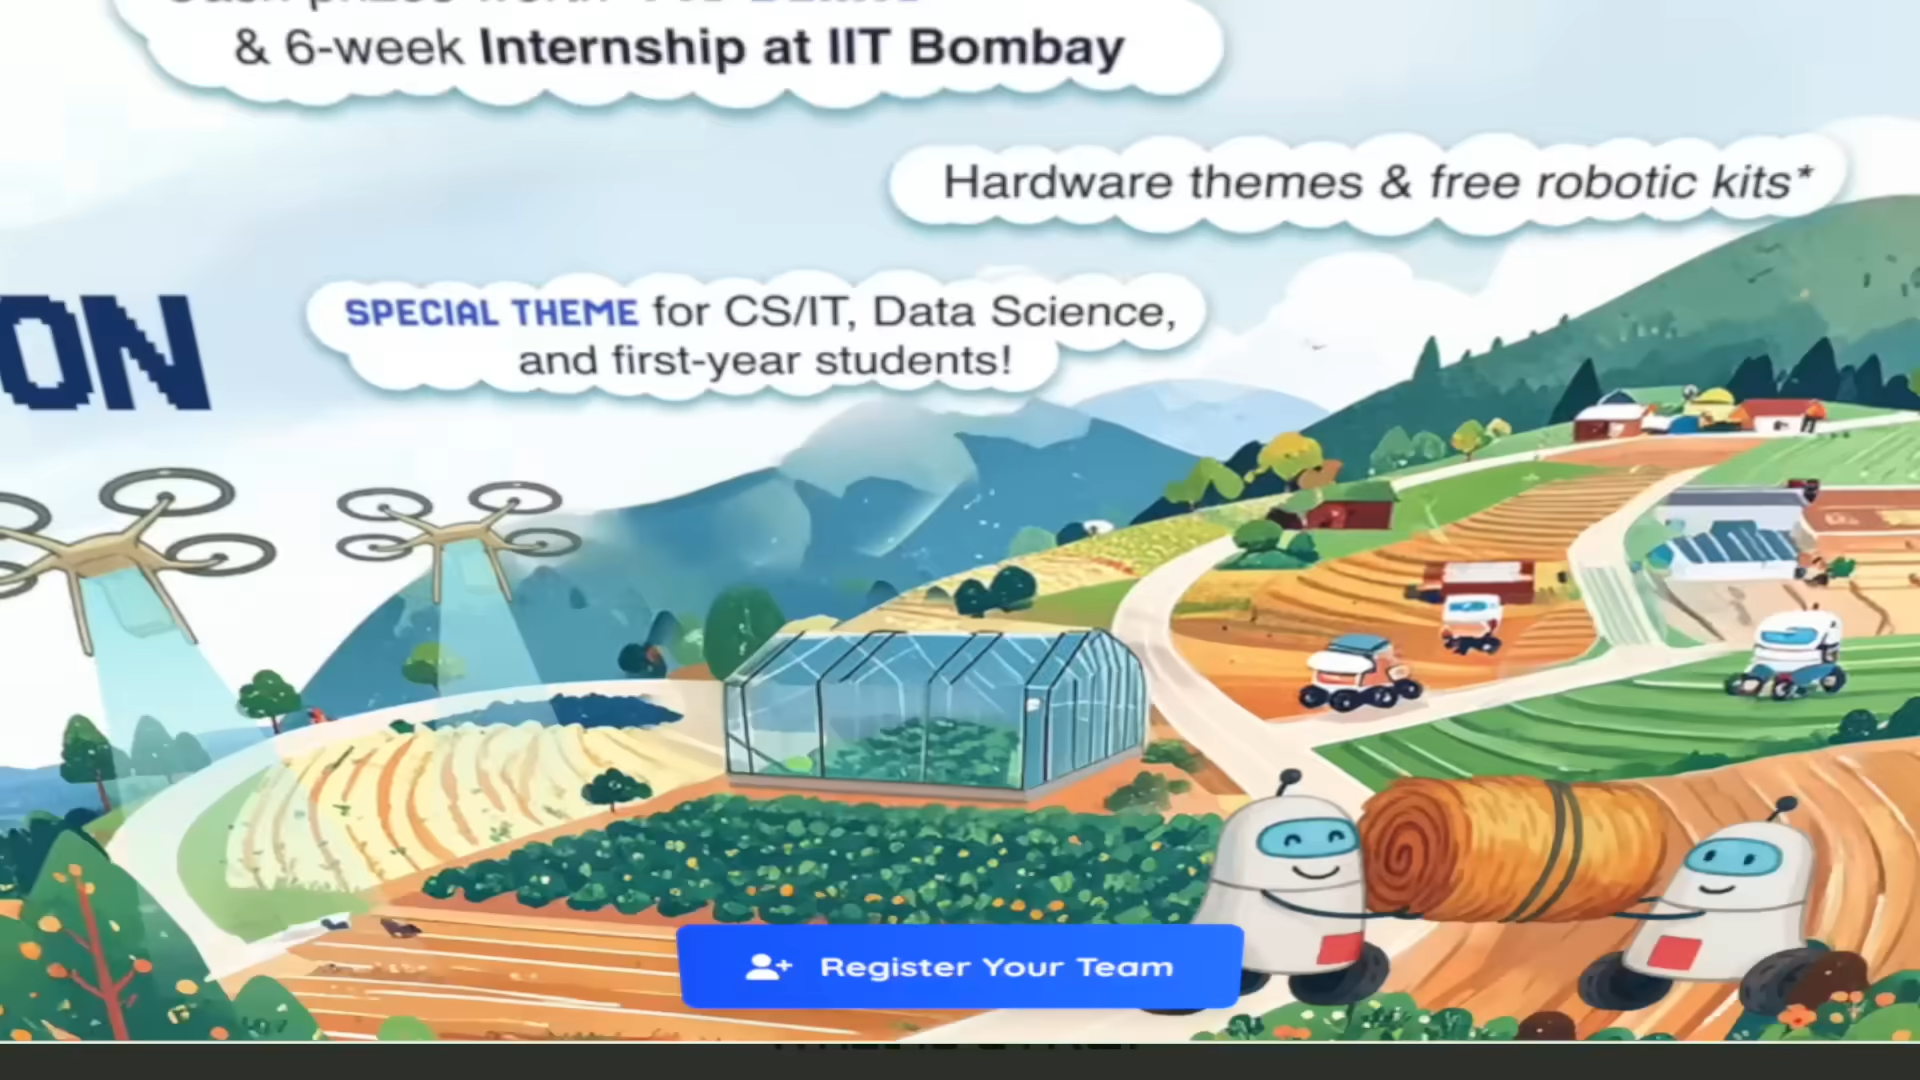 & 6-week Internship at IIT Bombay
Hardware themes & free robotic kits*
ON
SPECIAL THEME for CS/IT, Data Science,
and first-year students!
Register Your Team